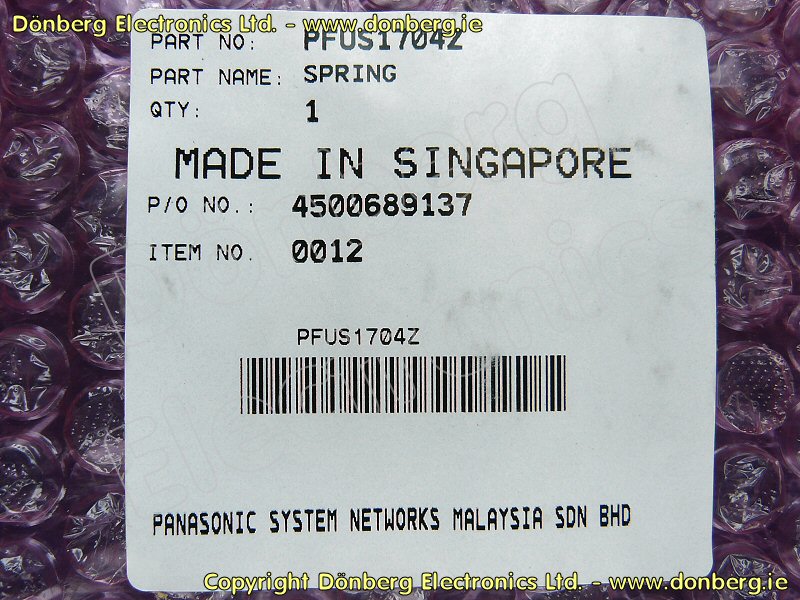 Dönberg Electronics Ltd. - www.donberg.ie
PART NO: PFUS1704Z
PART NAME: SPRING
QTY: 1
MADE IN SINGAPORE
P/O NO.: 4500689137
ITEM NO. 0012
PFUS1704Z
PANASONIC SYSTEM NETWORKS MALAYSIA SDN BHD
Copyright Dönberg Electronics Ltd. - www.donberg.ie